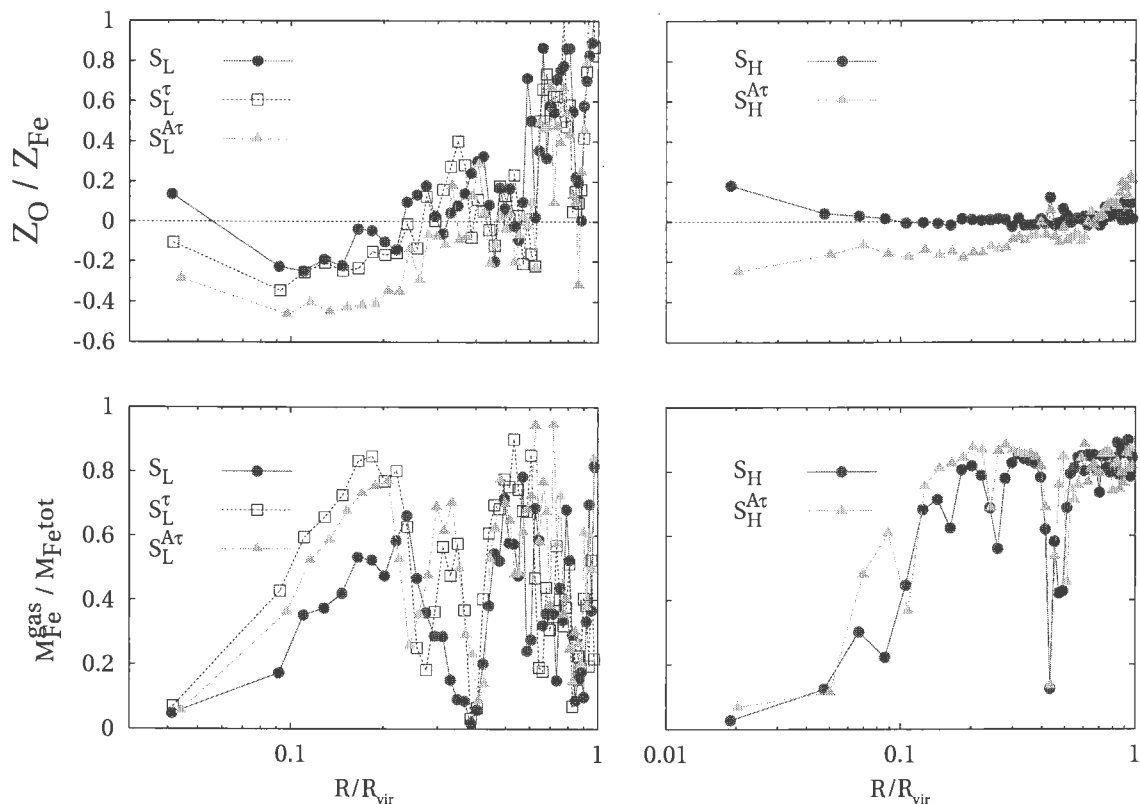 Z_O / Z_Fe
1
0.8
0.6
0.4
0.2
0
-0.2
-0.4
-0.6
S_L
S_L^τ
S_L^Aτ
S_H
S_H^Aτ
M_Fe^gas / M_Fe^tot
1
0.8
0.6
0.4
0.2
0
S_L
S_L^τ
S_L^Aτ
S_H
S_H^Aτ
0.1
1
0.01
0.1
1
R/R_vir
R/R_vir